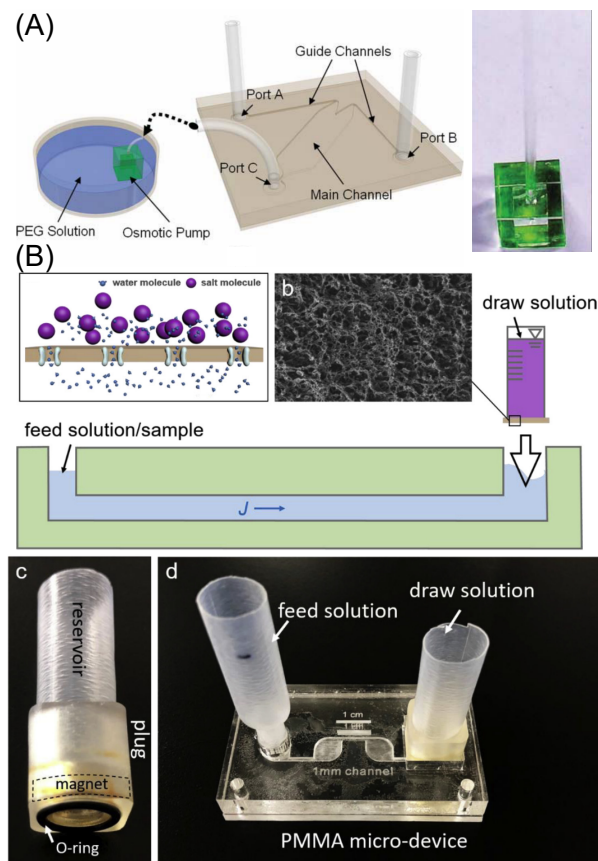 (A)
Guide Channels
Port A
Port B
Port C
Main Channel
PEG Solution
Osmotic Pump
(B)
water molecule
salt molecule
b
draw solution
feed solution/sample
J
c
reservoir
plug
magnet
O-ring
d
feed solution
draw solution
1 cm
1mm channel
PMMA micro-device